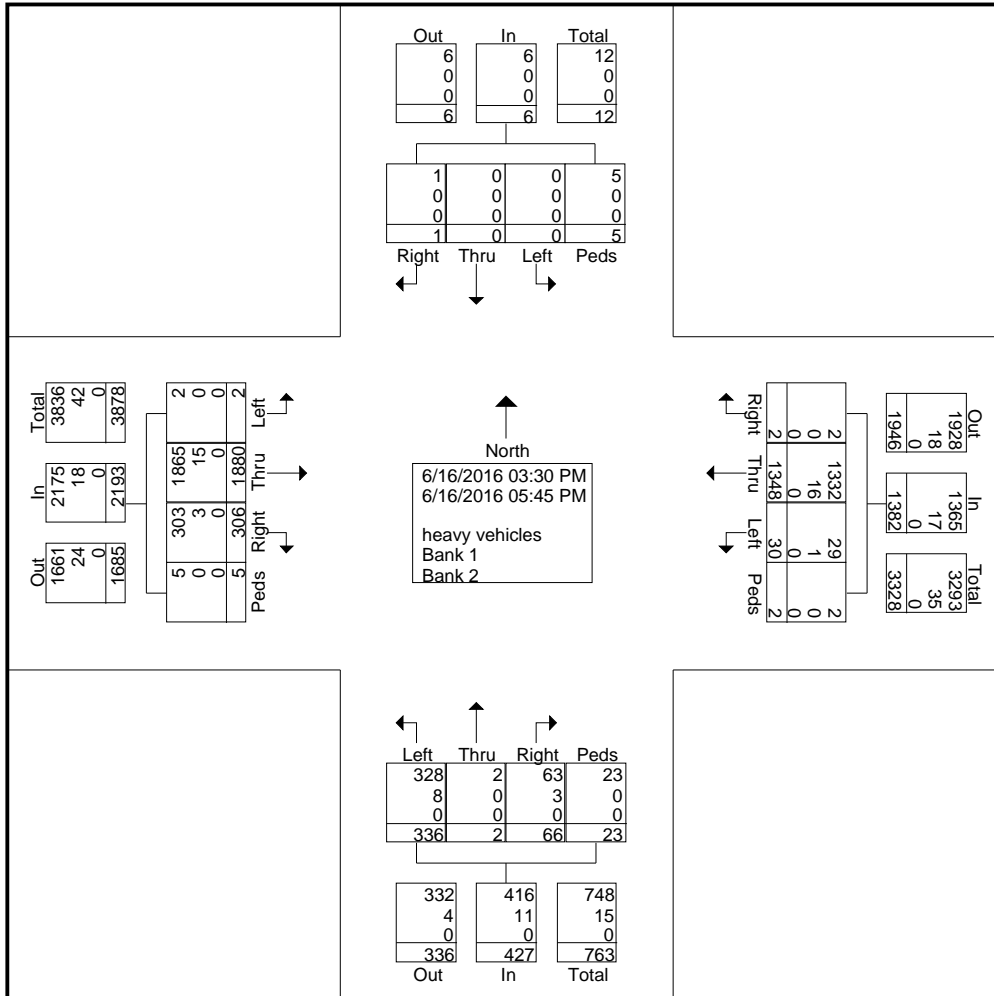 Out In Total
6 6 12
0 0 0
0 0 0
6 6 12
1 0 0 5
0 0 0 0
0 0 0 0
1 0 0 5
Right Thru Left Peds
Total
3836
42
0
3878
In
2175
18
0
2193
Out
1661
24
0
1685
2
0
0
2
Left
1865
15
0
1880
Thru
303
3
0
306
Right
5
0
0
5
Peds
North
6/16/2016 03:30 PM
6/16/2016 05:45 PM
heavy vehicles
Bank 1
Bank 2
Right
2
0
0
2
Thru
1332
16
0
1348
Left
29
1
0
30
Peds
2
0
0
2
Out
1928
18
0
1946
In
1365
17
0
1382
Total
3293
35
0
3328
Left Thru Right Peds
328 2 63 23
8 0 3 0
0 0 0 0
336 2 66 23
332 416 748
4 11 15
0 0 0
336 427 763
Out In Total